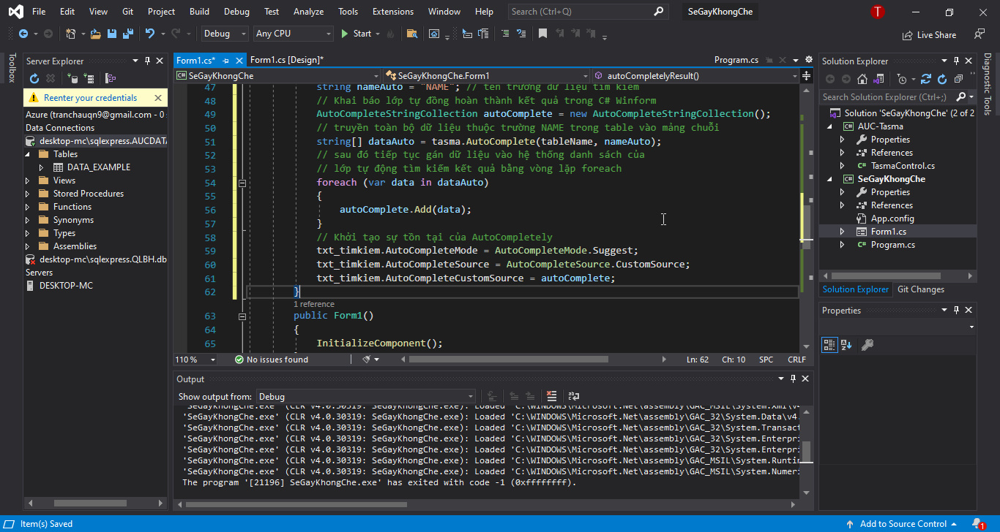 File Edit View Git Project Build Debug Test Analyze Tools Extensions Window Help Search (Ctrl+Q) SeGayKhongChe T
Debug Any CPU Start Live Share
Toolbox
Server Explorer
Reenter your credentials
Azure (tranchauqn9@gmail.com - 0
Data Connections
desktop-mc\sqlexpress.AUCDATA
Tables
DATA_EXAMPLE
Views
Stored Procedures
Functions
Synonyms
Types
Assemblies
desktop-mc\sqlexpress.QLBH.db
Servers
DESKTOP-MC
Form1.cs* Form1.cs [Design]* Program.cs
SeGayKhongChe SeGayKhongChe.Form1 autoCompletelyResult()
47 string nameAuto = "NAME"; // tên trường dữ liệu tìm kiếm
48 // Khai báo lớp tự đồng hoàn thành kết quả trong C# Winform
49 AutoCompleteStringCollection autoComplete = new AutoCompleteStringCollection();
50 // truyền toàn bộ dữ liệu thuộc trường NAME trong table vào mảng chuỗi
51 string[] dataAuto = tasma.AutoComplete(tableName, nameAuto);
52 // sau đó tiếp tục gán dữ liệu vào hệ thống danh sách của
53 // lớp tự động tìm kiếm kết quả bằng vòng lặp foreach
54 foreach (var data in dataAuto)
55 {
56 autoComplete.Add(data);
57 }
58 // Khởi tạo sự tồn tại của AutoCompletely
59 txt_timkiem.AutoCompleteMode = AutoCompleteMode.Suggest;
60 txt_timkiem.AutoCompleteSource = AutoCompleteSource.CustomSource;
61 txt_timkiem.AutoCompleteCustomSource = autoComplete;
62 }
1 reference
63 public Form1()
64 {
65 InitializeComponent();
110 % No issues found Ln: 62 Ch: 10 SPC CRLF
Output
Show output from: Debug
'SeGayKhongChe.exe' (CLR v4.0.30319: SeGayKhongChe.exe): Loaded 'C:\WINDOWS\Microsoft.Net\assembly\GAC_MSIL\System.Xml\v4
'SeGayKhongChe.exe' (CLR v4.0.30319: SeGayKhongChe.exe): Loaded 'C:\WINDOWS\Microsoft.Net\assembly\GAC_32\System.Data\v4.
'SeGayKhongChe.exe' (CLR v4.0.30319: SeGayKhongChe.exe): Loaded 'C:\WINDOWS\Microsoft.Net\assembly\GAC_32\System.Transact
'SeGayKhongChe.exe' (CLR v4.0.30319: SeGayKhongChe.exe): Loaded 'C:\WINDOWS\Microsoft.Net\assembly\GAC_32\System.Enterpri
'SeGayKhongChe.exe' (CLR v4.0.30319: SeGayKhongChe.exe): Loaded 'C:\WINDOWS\Microsoft.Net\assembly\GAC_32\System.Enterpri
'SeGayKhongChe.exe' (CLR v4.0.30319: SeGayKhongChe.exe): Loaded 'C:\WINDOWS\Microsoft.Net\assembly\GAC_MSIL\System.Runtim
'SeGayKhongChe.exe' (CLR v4.0.30319: SeGayKhongChe.exe): Loaded 'C:\WINDOWS\Microsoft.Net\assembly\GAC_MSIL\System.Numeri
The program '[21196] SeGayKhongChe.exe' has exited with code -1 (0xffffffff).
Solution Explorer
Search Solution Explorer (Ctrl+;)
Solution 'SeGayKhongChe' (2 of 2
AUC-Tasma
Properties
References
TasmaControl.cs
SeGayKhongChe
Properties
References
App.config
Form1.cs
Program.cs
Solution Explorer Git Changes
Properties
Diagnostic Tools
Item(s) Saved Add to Source Control 1